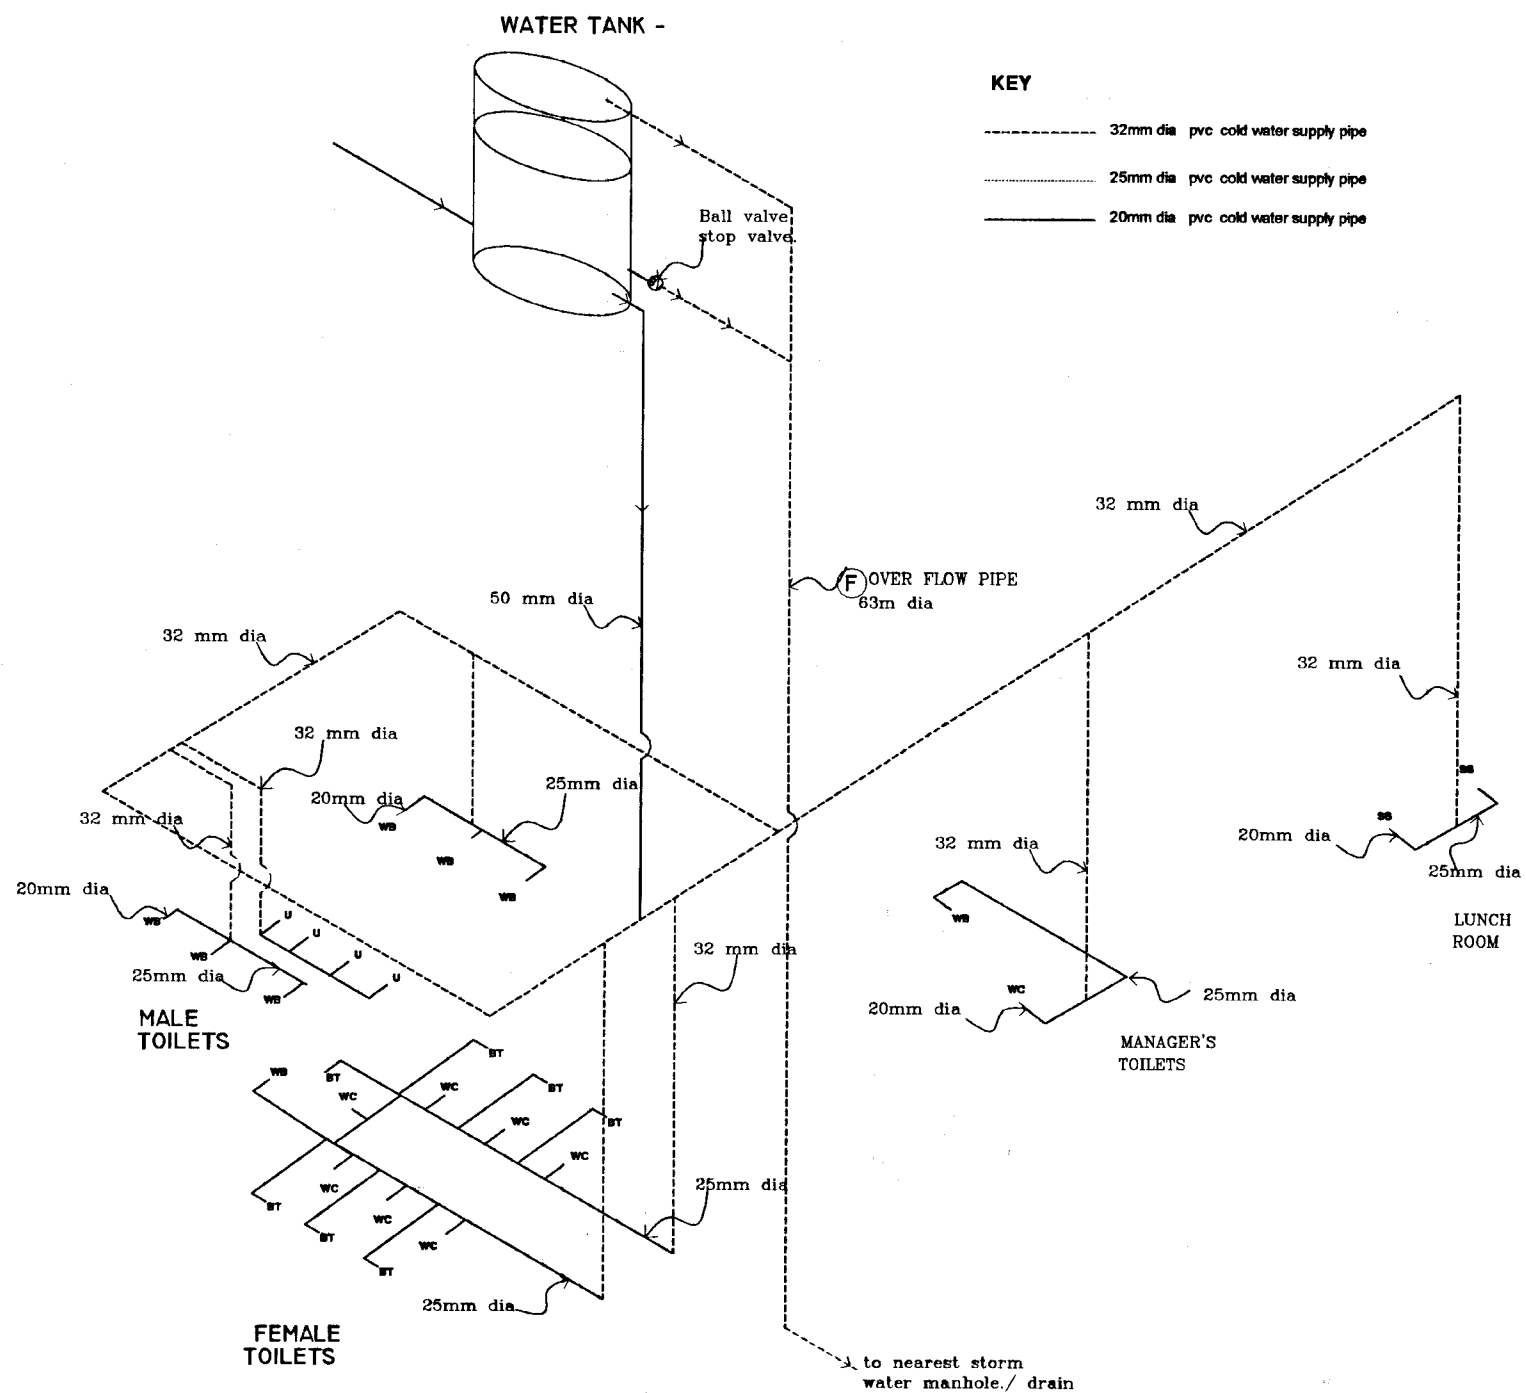 WATER TANK -
KEY
32mm dia pvc cold water supply pipe
25mm dia pvc cold water supply pipe
20mm dia pvc cold water supply pipe
Ball valve
stop valve.
32 mm dia
F OVER FLOW PIPE
63m dia
50 mm dia
32 mm dia
32 mm dia
32 mm dia
25mm dia
20mm dia
WB
WB
WB
32 mm dia
SS
SS
20mm dia
25mm dia
LUNCH
ROOM
32 mm dia
WB
WC
20mm dia
25mm dia
MANAGER'S
TOILETS
20mm dia
WB
WB
WB
25mm dia
U
U
U
U
MALE
TOILETS
32 mm dia
WB
BT
BT
BT
BT
WC
WC
WC
WC
WC
WC
WC
BT
BT
BT
25mm dia
25mm dia
FEMALE
TOILETS
to nearest storm
water manhole./ drain